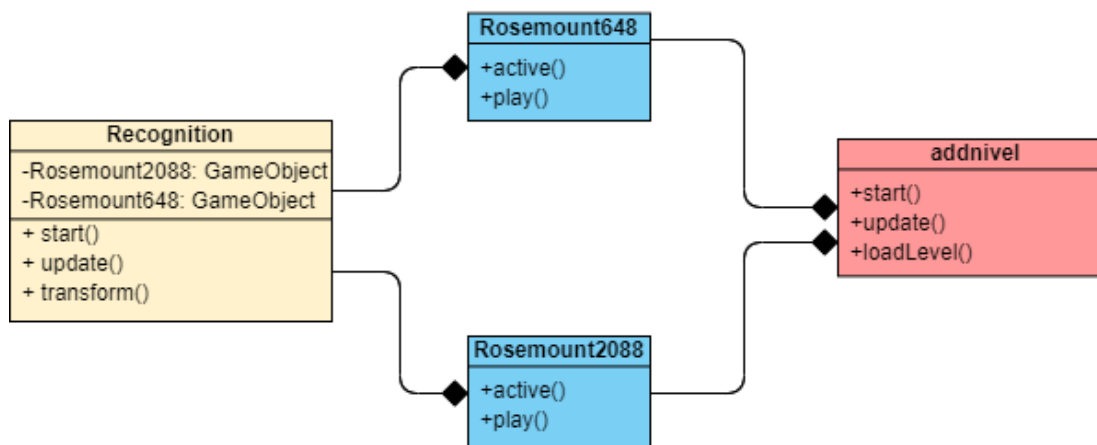 Recognition
-Rosemount2088: GameObject
-Rosemount648: GameObject
+ start()
+ update()
+ transform()
Rosemount648
+active()
+play()
Rosemount2088
+active()
+play()
addnivel
+start()
+update()
+loadLevel()